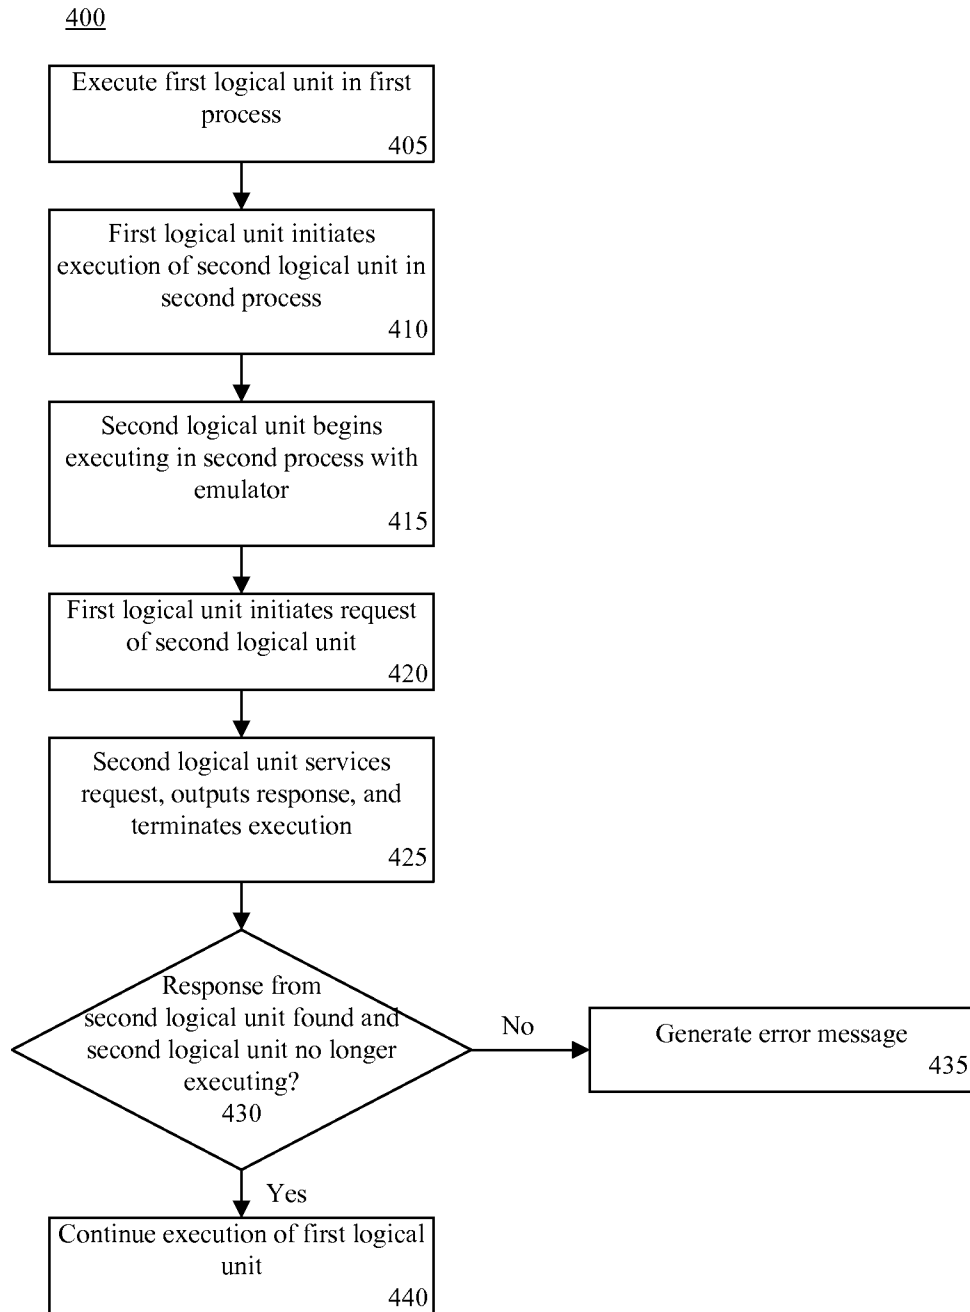 400
Execute first logical unit in first
process
405
First logical unit initiates
execution of second logical unit in
second process
410
Second logical unit begins
executing in second process with
emulator
415
First logical unit initiates request
of second logical unit
420
Second logical unit services
request, outputs response, and
terminates execution
425
Response from
second logical unit found and
second logical unit no longer
executing?
430
No
Generate error message
435
Yes
Continue execution of first logical
unit
440